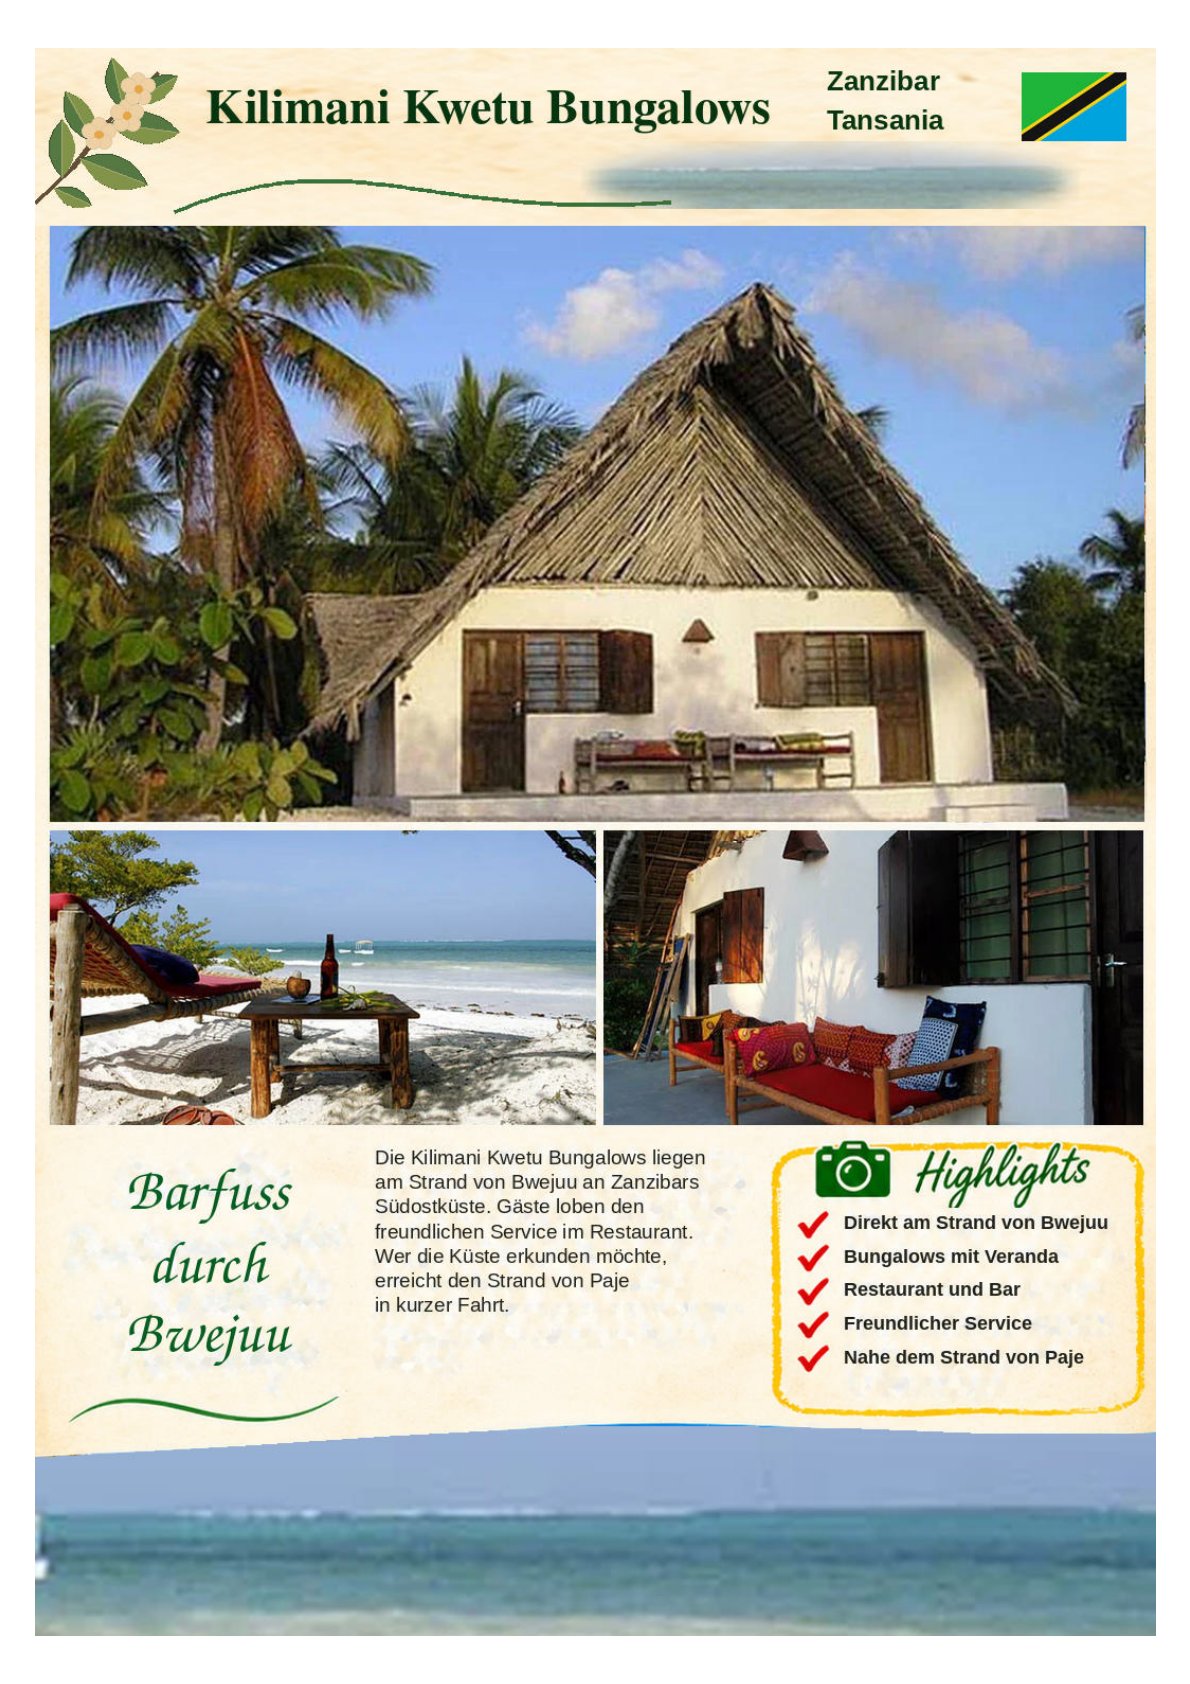 Kilimani Kwetu Bungalows
Zanzibar
Tansania
Barfuss
durch
Bwejuu
Die Kilimani Kwetu Bungalows liegen
am Strand von Bwejuu an Zanzibars
Südostküste. Gäste loben den
freundlichen Service im Restaurant.
Wer die Küste erkunden möchte,
erreicht den Strand von Paje
in kurzer Fahrt.
Highlights
Direkt am Strand von Bwejuu
Bungalows mit Veranda
Restaurant und Bar
Freundlicher Service
Nahe dem Strand von Paje